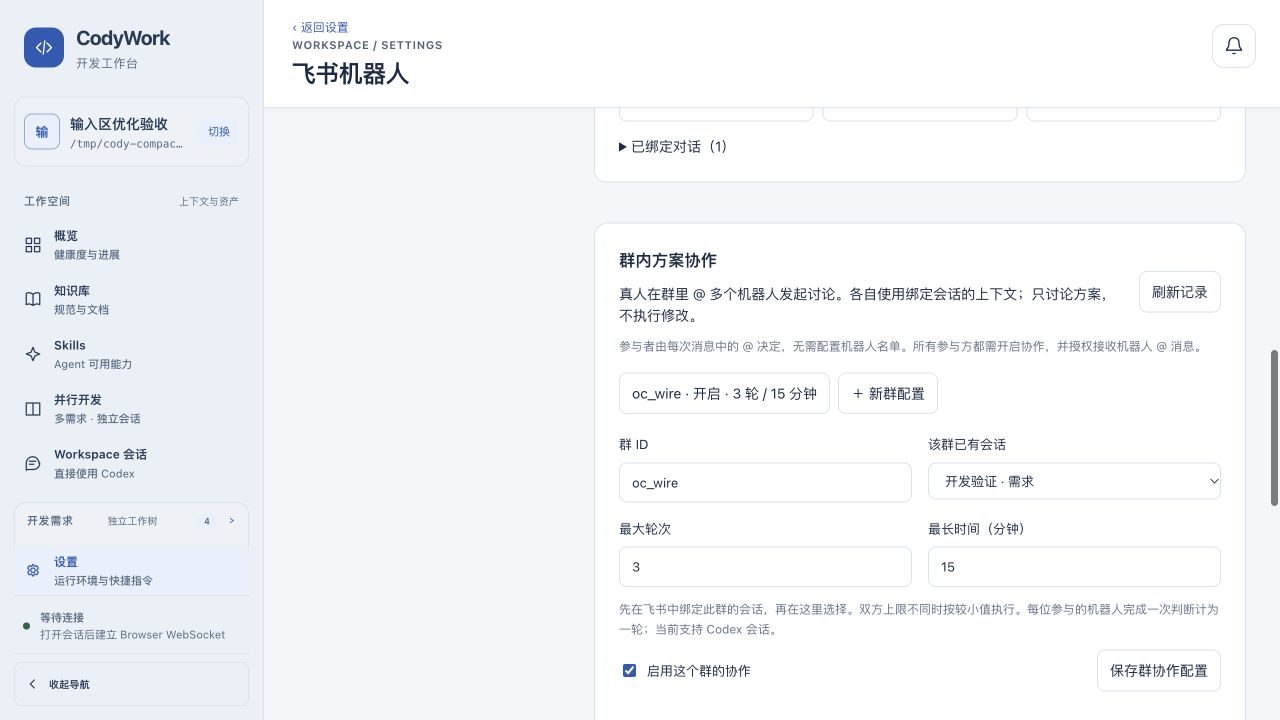 CodyWork
开发工作台
输
输入区优化验收
/tmp/cody-compac…
切换
工作空间
上下文与资产
概览
健康度与进展
知识库
规范与文档
Skills
Agent 可用能力
并行开发
多需求 · 独立会话
Workspace 会话
直接使用 Codex
开发需求
独立工作树
4
设置
运行环境与快捷指令
等待连接
打开会话后建立 Browser WebSocket
收起导航
‹ 返回设置
WORKSPACE / SETTINGS
飞书机器人
已绑定对话（1）
群内方案协作
真人在群里 @ 多个机器人发起讨论。各自使用绑定会话的上下文；只讨论方案，
不执行修改。
刷新记录
参与者由每次消息中的 @ 决定，无需配置机器人名单。所有参与方都需开启协作，并授权接收机器人 @ 消息。
oc_wire · 开启 · 3 轮 / 15 分钟
＋ 新群配置
群 ID
该群已有会话
oc_wire
开发验证 · 需求
最大轮次
最长时间（分钟）
3
15
先在飞书中绑定此群的会话，再在这里选择。双方上限不同时按较小值执行。每位参与的机器人完成一次判断计为
一轮；当前支持 Codex 会话。
启用这个群的协作
保存群协作配置